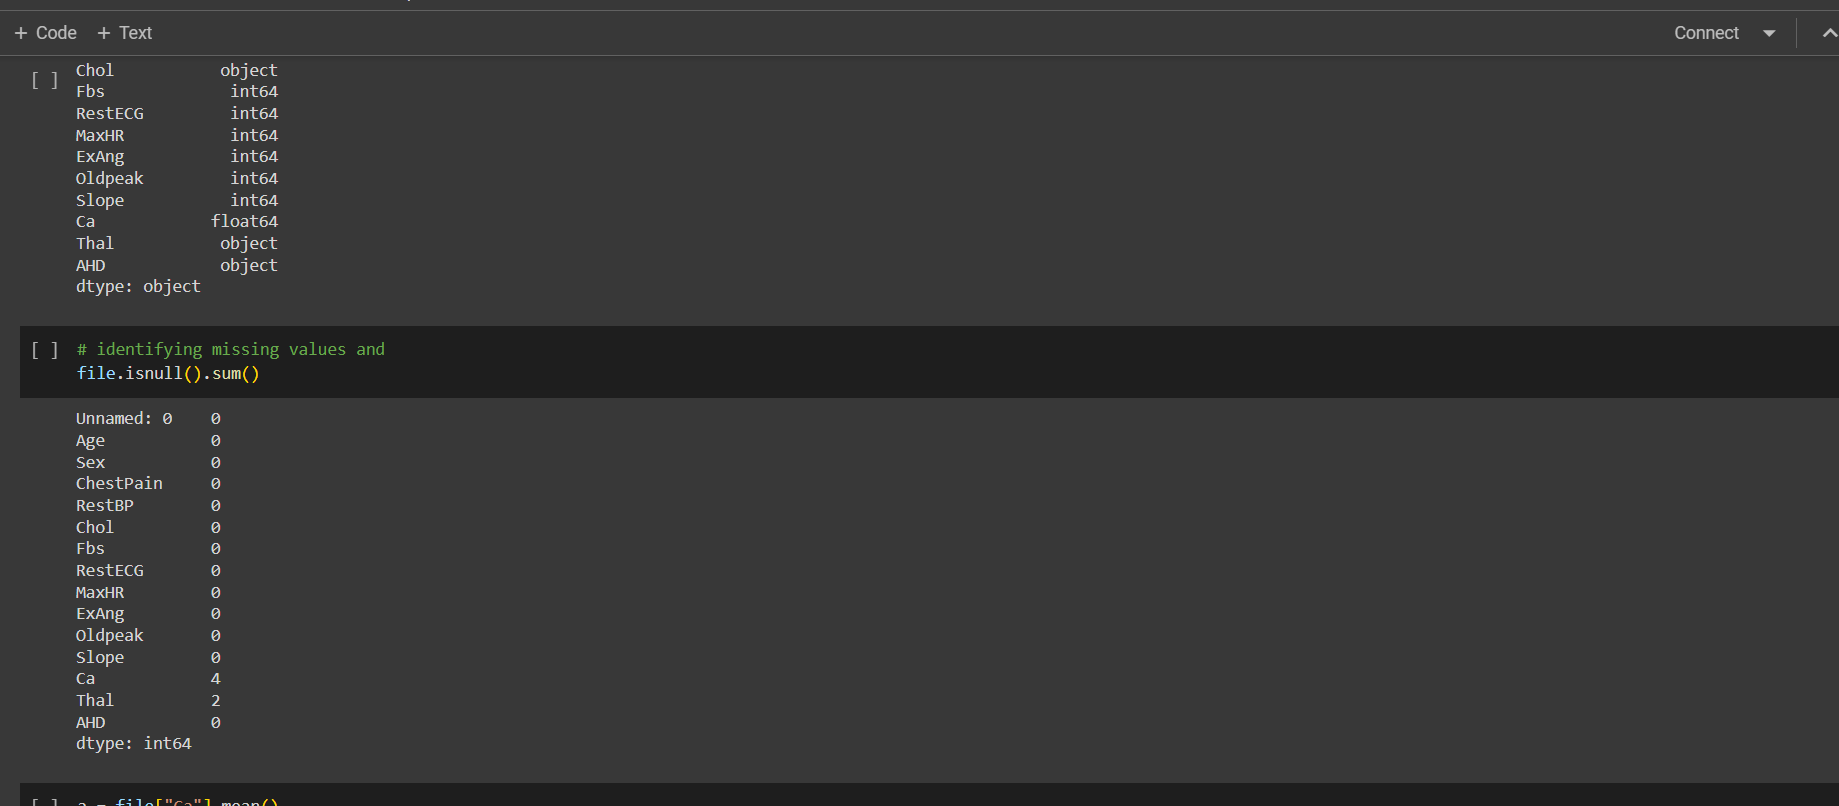 + Code + Text Connect
[ ] Chol object
Fbs int64
RestECG int64
MaxHR int64
ExAng int64
Oldpeak int64
Slope int64
Ca float64
Thal object
AHD object
dtype: object
[ ] # identifying missing values and
file.isnull().sum()
Unnamed: 0 0
Age 0
Sex 0
ChestPain 0
RestBP 0
Chol 0
Fbs 0
RestECG 0
MaxHR 0
ExAng 0
Oldpeak 0
Slope 0
Ca 4
Thal 2
AHD 0
dtype: int64
[ ] a = file["Ca"].mean()